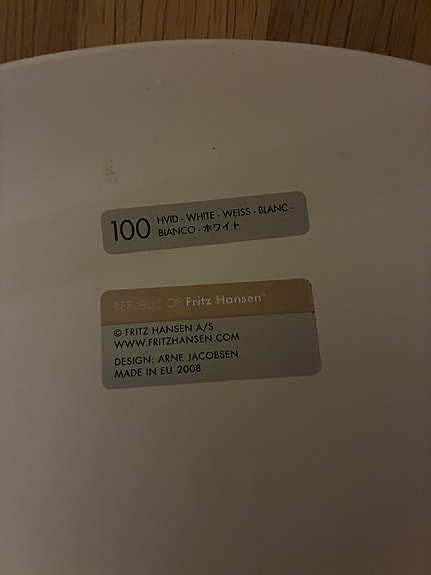 100 HVID - WHITE - WEISS - BLANC -
BIANCO - ホワイト
REPUBLIC OF Fritz Hansen®
© FRITZ HANSEN A/S
WWW.FRITZHANSEN.COM
DESIGN: ARNE JACOBSEN
MADE IN EU 2008